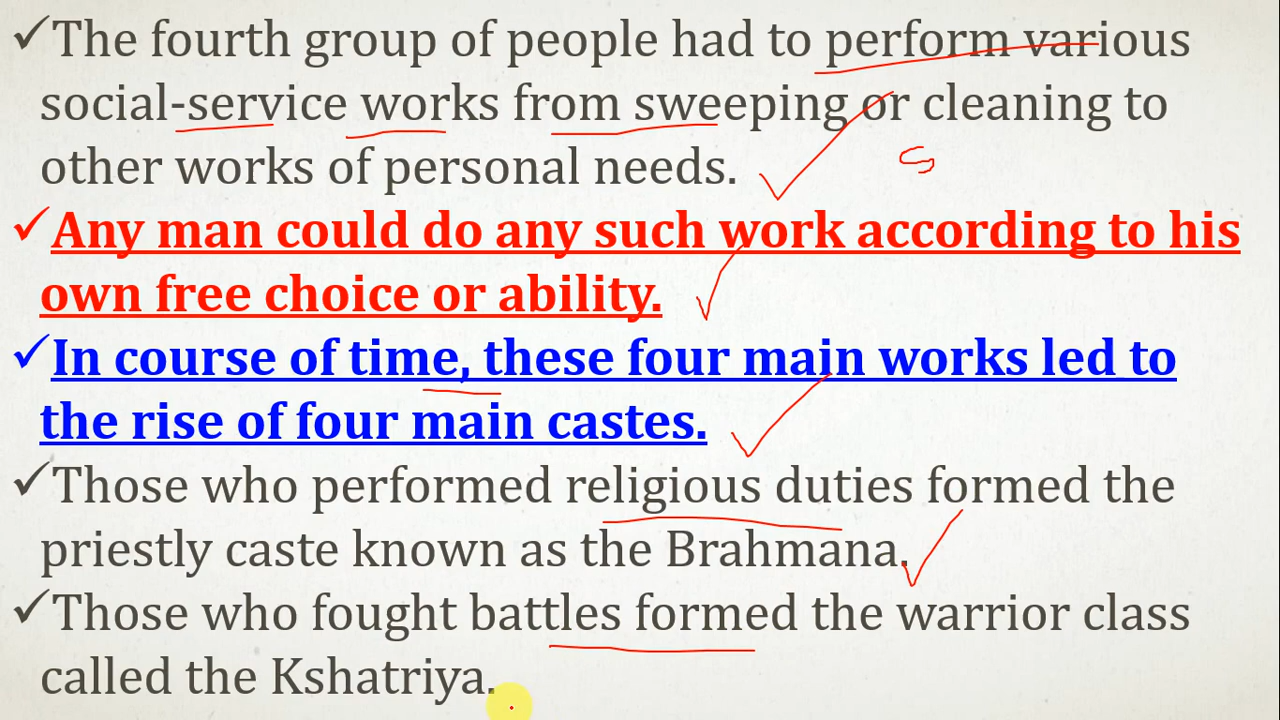 ✓The fourth group of people had to perform various
social-service works from sweeping or cleaning to
other works of personal needs.
✓Any man could do any such work according to his
own free choice or ability.
✓In course of time, these four main works led to
the rise of four main castes.
✓Those who performed religious duties formed the
priestly caste known as the Brahmana.
✓Those who fought battles formed the warrior class
called the Kshatriya.